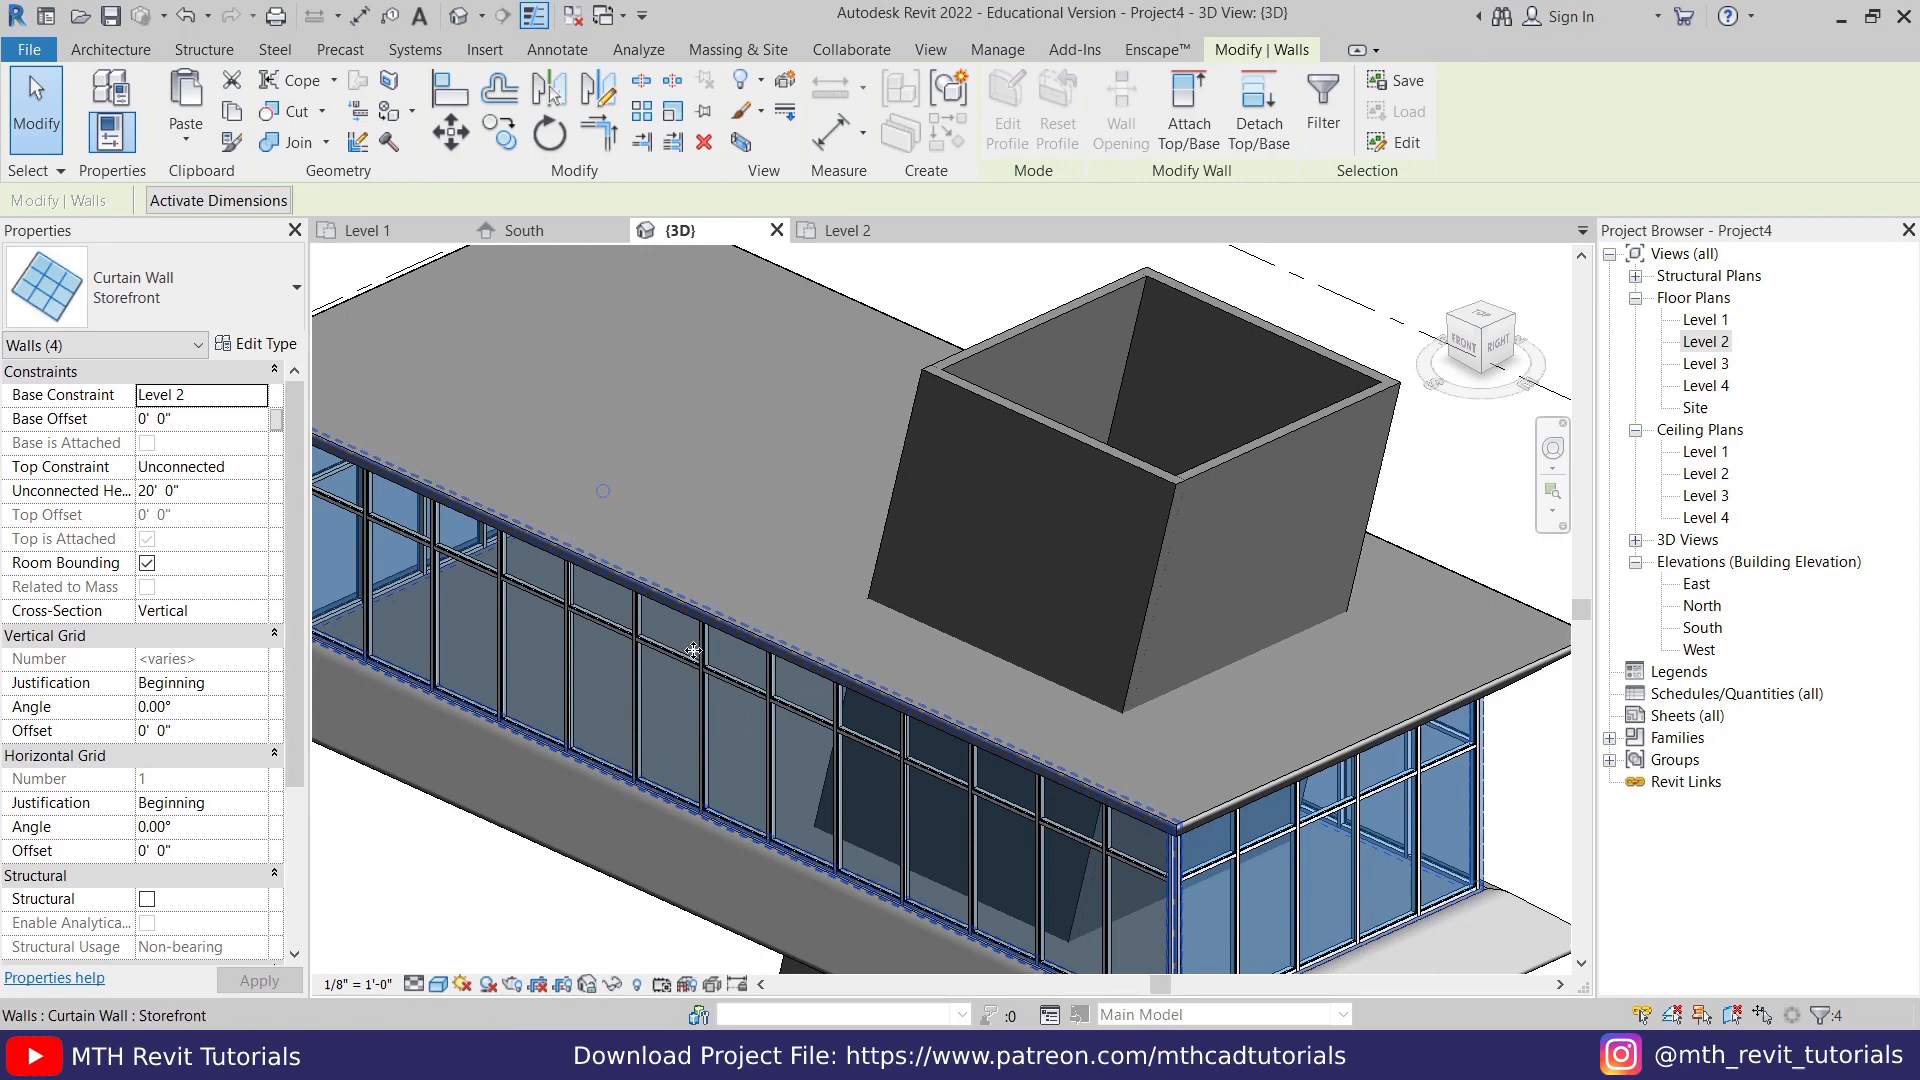 Autodesk Revit 2022 - Educational Version - Project4 - 3D View: {3D}
Sign In
File
Architecture
Structure
Steel
Precast
Systems
Insert
Annotate
Analyze
Massing & Site
Collaborate
View
Manage
Add-Ins
Enscape™
Modify | Walls
Modify
Paste
Cope
Cut
Join
Edit
Profile
Reset
Profile
Wall
Opening
Attach
Top/Base
Detach
Top/Base
Filter
Save
Load
Edit
Select
Properties
Clipboard
Geometry
Modify
View
Measure
Create
Mode
Modify Wall
Selection
Modify | Walls
Activate Dimensions
Properties
Curtain Wall
Storefront
Walls (4)
Edit Type
Constraints
Base Constraint Level 2
Base Offset 0' 0"
Base is Attached
Top Constraint Unconnected
Unconnected He... 20' 0"
Top Offset 0' 0"
Top is Attached
Room Bounding
Related to Mass
Cross-Section Vertical
Vertical Grid
Number <varies>
Justification Beginning
Angle 0.00°
Offset 0' 0"
Horizontal Grid
Number 1
Justification Beginning
Angle 0.00°
Offset 0' 0"
Structural
Structural
Enable Analytica...
Structural Usage Non-bearing
Properties help
Apply
Level 1
South
{3D}
Level 2
TOP
FRONT
RIGHT
1/8" = 1'-0"
Project Browser - Project4
Views (all)
Structural Plans
Floor Plans
Level 1
Level 2
Level 3
Level 4
Site
Ceiling Plans
Level 1
Level 2
Level 3
Level 4
3D Views
Elevations (Building Elevation)
East
North
South
West
Legends
Schedules/Quantities (all)
Sheets (all)
Families
Groups
Revit Links
Walls : Curtain Wall : Storefront
:0
Main Model
:4
MTH Revit Tutorials
Download Project File: https://www.patreon.com/mthcadtutorials
@mth_revit_tutorials